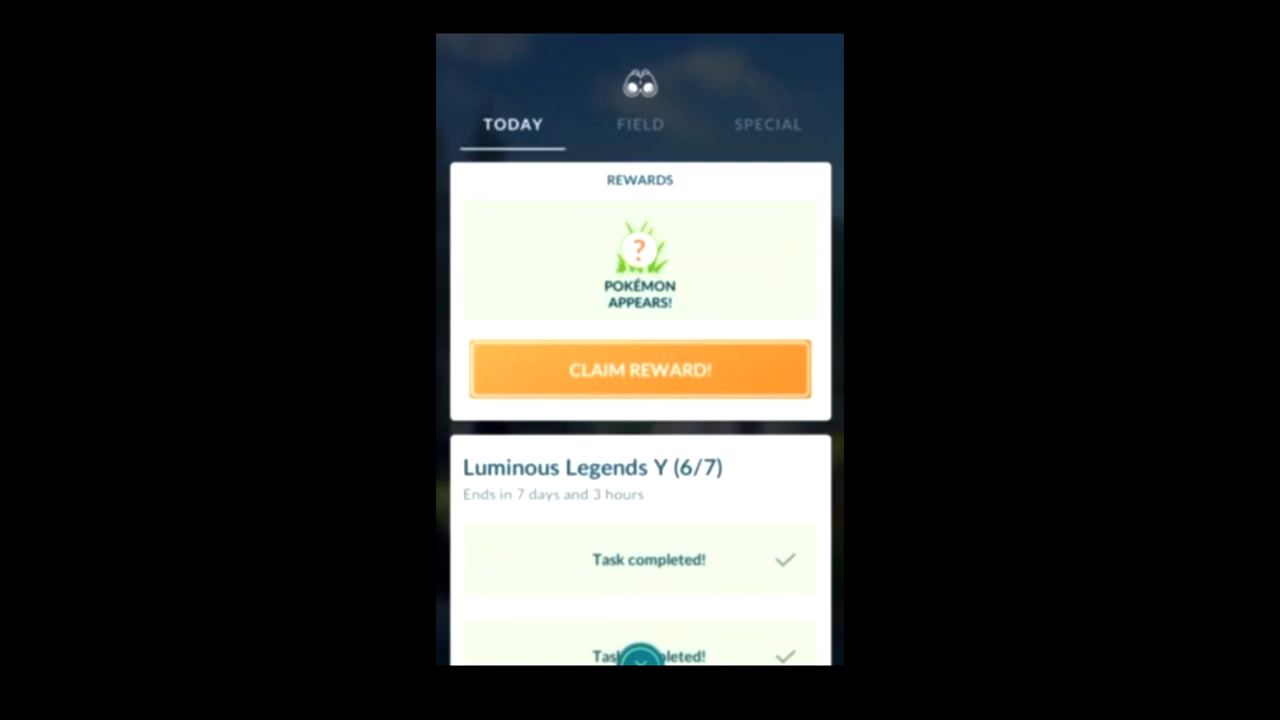 TODAY FIELD SPECIAL
REWARDS
?
POKÉMON
APPEARS!
CLAIM REWARD!
Luminous Legends Y (6/7)
Ends in 7 days and 3 hours
Task completed!